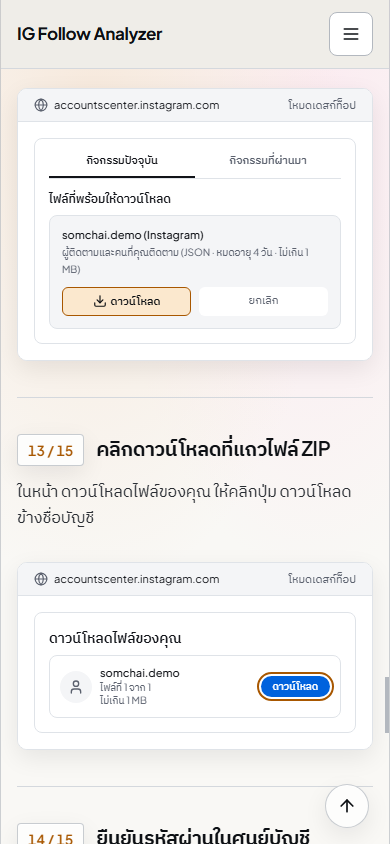 IG Follow Analyzer
accountscenter.instagram.com
โหมดเดสก์ท็อป
กิจกรรมปัจจุบัน
กิจกรรมที่ผ่านมา
ไฟล์ที่พร้อมให้ดาวน์โหลด
somchai.demo (Instagram)
ผู้ติดตามและคนที่คุณติดตาม (JSON · หมดอายุ 4 วัน · ไม่เกิน 1
MB)
ดาวน์โหลด
ยกเลิก
13 / 15
คลิกดาวน์โหลดที่แถวไฟล์ ZIP
ในหน้า ดาวน์โหลดไฟล์ของคุณ ให้คลิกปุ่ม ดาวน์โหลด
ข้างชื่อบัญชี
accountscenter.instagram.com
โหมดเดสก์ท็อป
ดาวน์โหลดไฟล์ของคุณ
somchai.demo
ไฟล์ที่ 1 จาก 1
ไม่เกิน 1 MB
ดาวน์โหลด
14 / 15
ยืนยันรหัสผ่านในศูนย์บัญชี